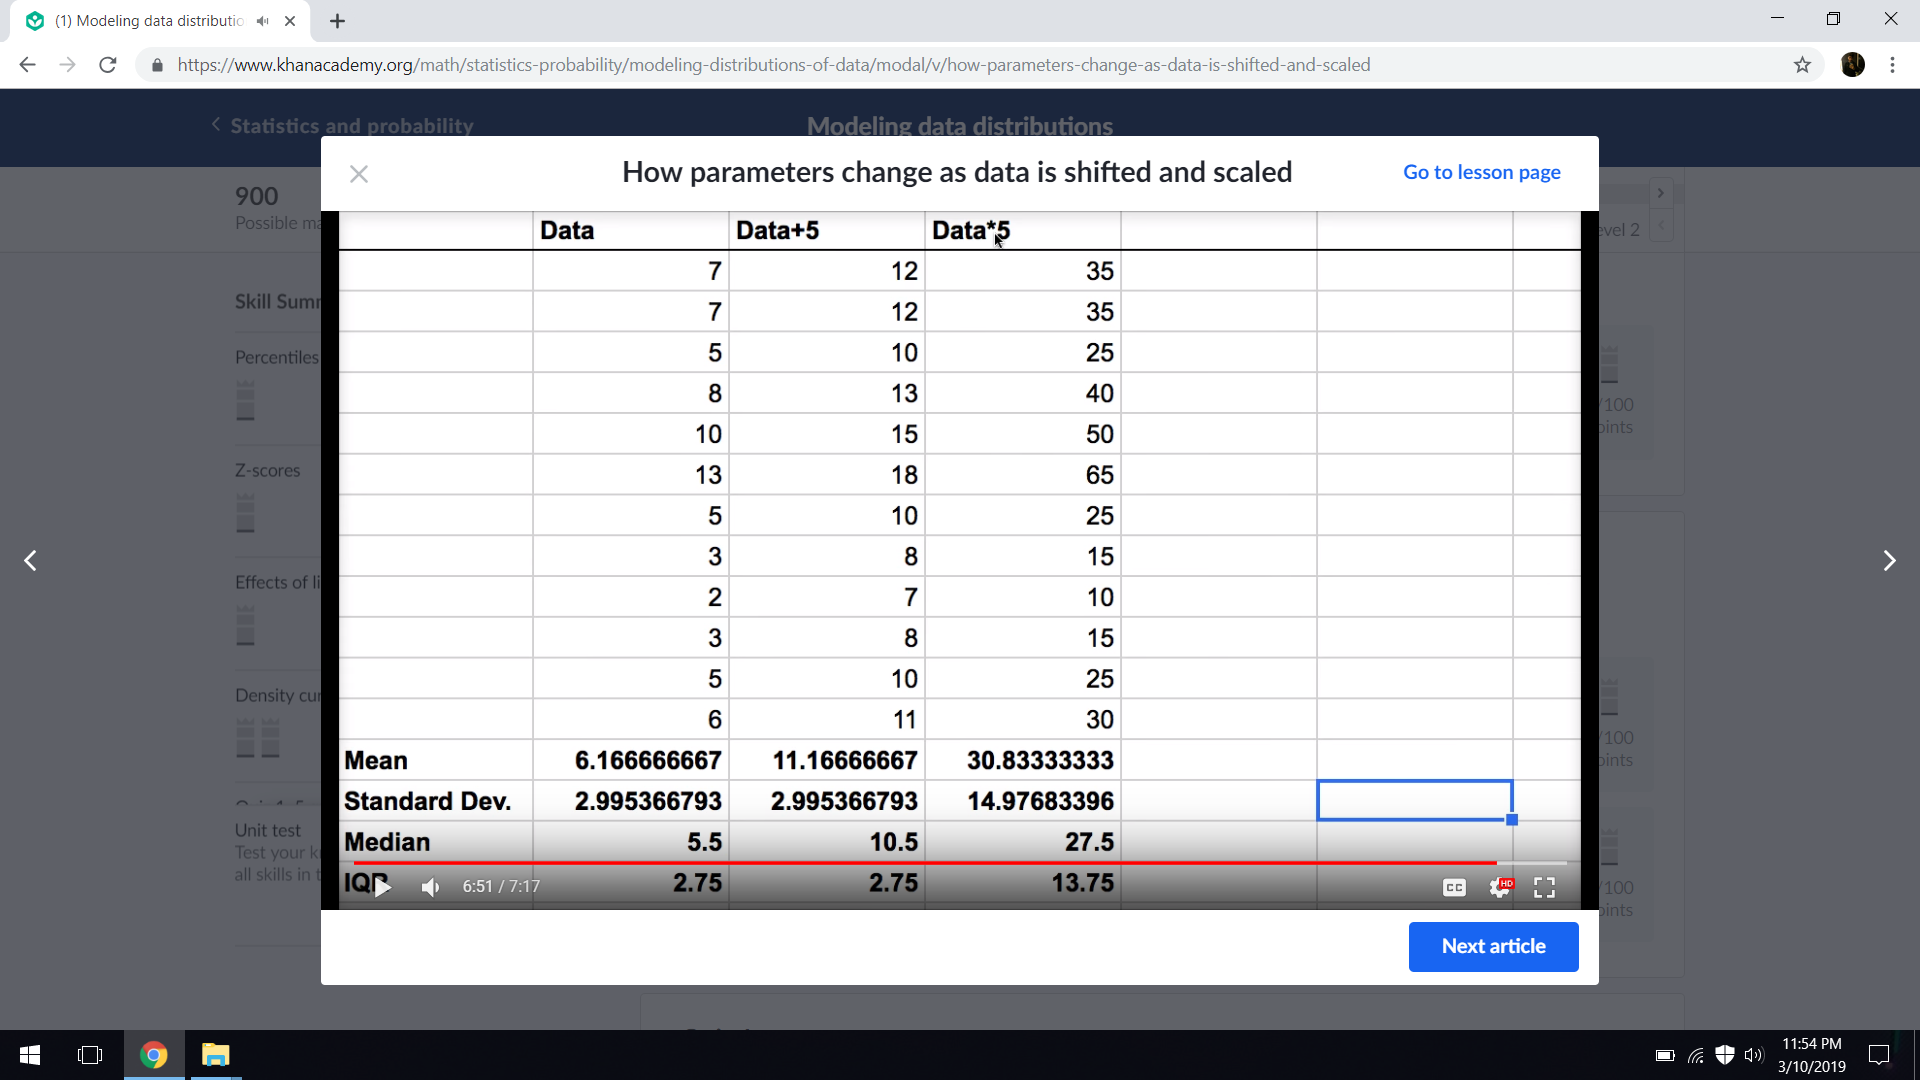 (1) Modeling data distributio
https://www.khanacademy.org/math/statistics-probability/modeling-distributions-of-data/modal/v/how-parameters-change-as-data-is-shifted-and-scaled
Statistics and probability
Modeling data distributions
How parameters change as data is shifted and scaled
Go to lesson page
900
Possible ma
evel 2
Skill Summ
Percentiles
Z-scores
Effects of li
Density cur
Unit test
Test your k
all skills in t
/100
oints
/100
oints
/100
oints
Data Data+5 Data*5
7 12 35
7 12 35
5 10 25
8 13 40
10 15 50
13 18 65
5 10 25
3 8 15
2 7 10
3 8 15
5 10 25
6 11 30
Mean 6.166666667 11.16666667 30.83333333
Standard Dev. 2.995366793 2.995366793 14.97683396
Median 5.5 10.5 27.5
IQR 2.75 2.75 13.75
6:51 / 7:17
CC
HD
Next article
11:54 PM
3/10/2019